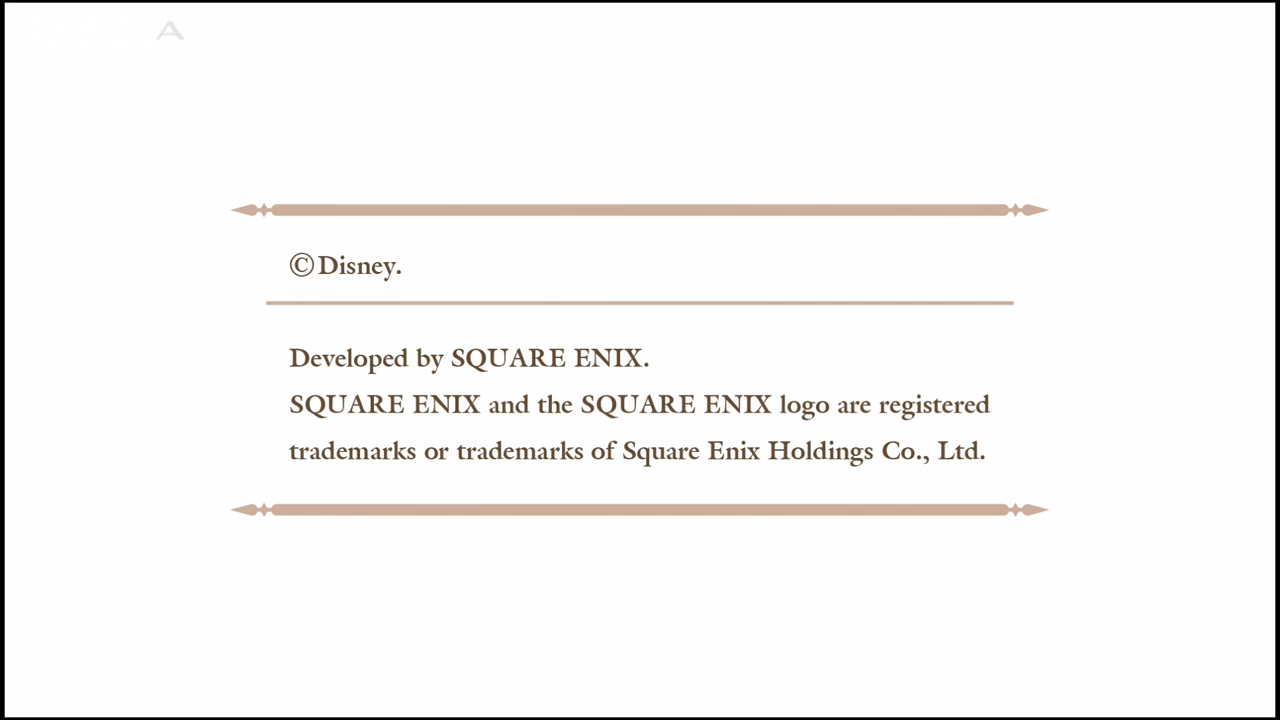 A
©Disney.
Developed by SQUARE ENIX.
SQUARE ENIX and the SQUARE ENIX logo are registered
trademarks or trademarks of Square Enix Holdings Co., Ltd.